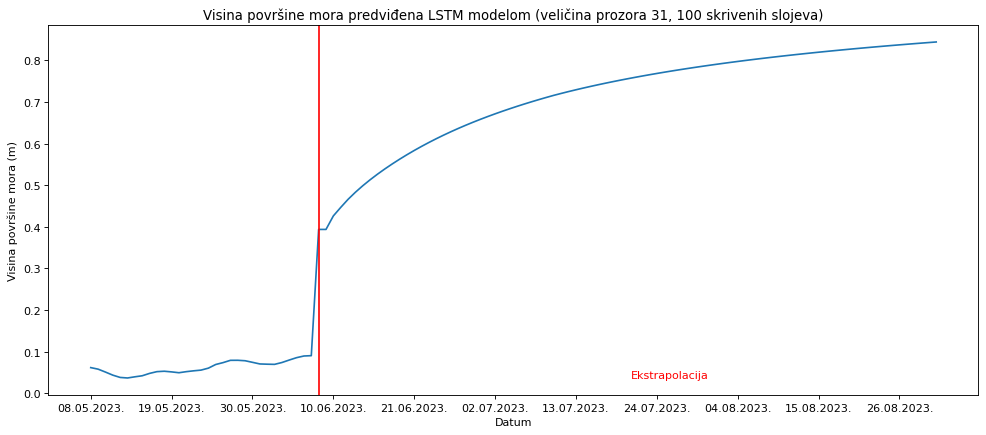 Visina površine mora predviđena LSTM modelom (veličina prozora 31, 100 skrivenih slojeva)
Visina površine mora (m)
0.8
0.7
0.6
0.5
0.4
0.3
0.2
0.1
0.0
Ekstrapolacija
08.05.2023. 19.05.2023. 30.05.2023. 10.06.2023. 21.06.2023. 02.07.2023. 13.07.2023. 24.07.2023. 04.08.2023. 15.08.2023. 26.08.2023.
Datum